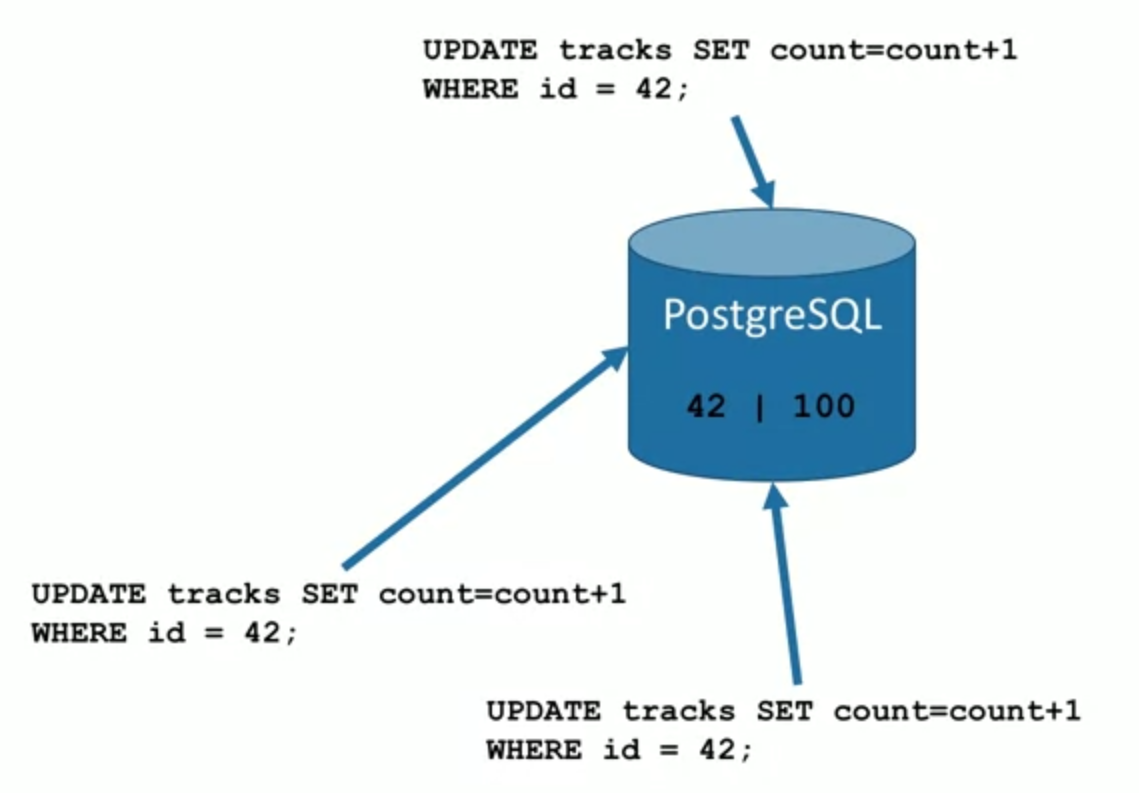 UPDATE tracks SET count=count+1
WHERE id = 42;
PostgreSQL
42 | 100
UPDATE tracks SET count=count+1
WHERE id = 42;
UPDATE tracks SET count=count+1
WHERE id = 42;